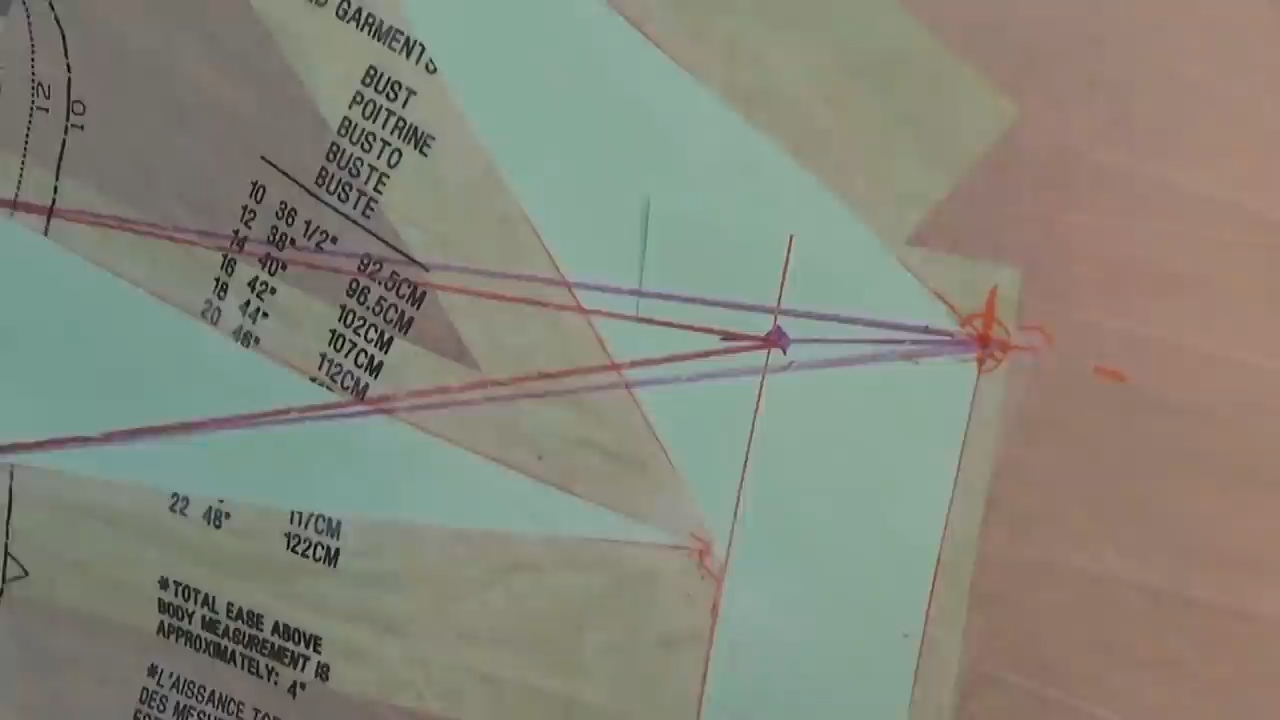 12
10
GARMENTS
BUST
POITRINE
BUSTO
BUSTE
BUSTE
10 36 1/2" 92.5CM
12 38" 96.5CM
14 40" 102CM
16 42" 107CM
18 44" 112CM
20 46"
22 48" 117CM
122CM
*TOTAL EASE ABOVE
BODY MEASUREMENT IS
APPROXIMATELY: 4"
*L'AISSANCE
DES